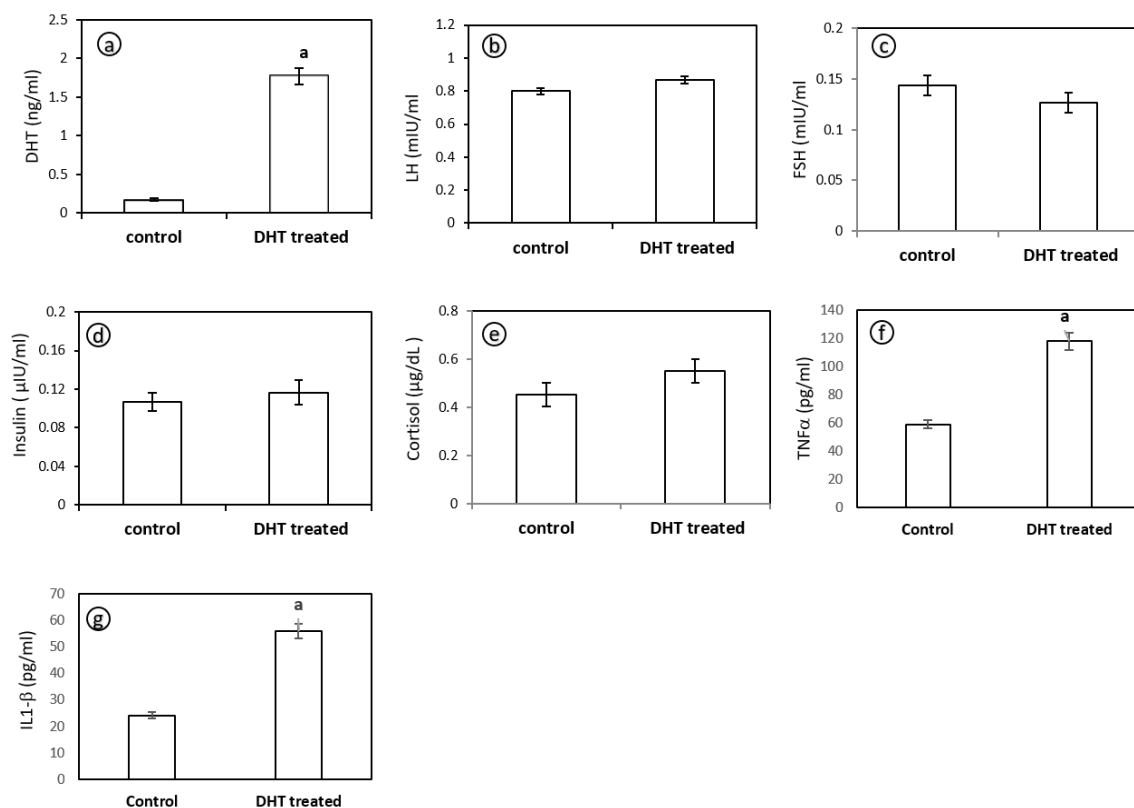 a
DHT (ng/ml)
2.5
2
1.5
1
0.5
0
a
control
DHT treated
b
LH (mIU/ml
1.2
1
0.8
0.6
0.4
0.2
0
control
DHT treated
c
FSH (mIU/ml
0.2
0.15
0.1
0.05
0
control
DHT treated
d
Insulin ( μIU/ml)
0.2
0.16
0.12
0.08
0.04
0
control
DHT treated
e
Cortisol (μg/dL)
0.8
0.6
0.4
0.2
0
control
DHT treated
f
TNFα (pg/ml)
140
120
100
80
60
40
20
0
a
Control
DHT treated
g
IL1-β (pg/ml)
70
60
50
40
30
20
10
0
a
Control
DHT treated